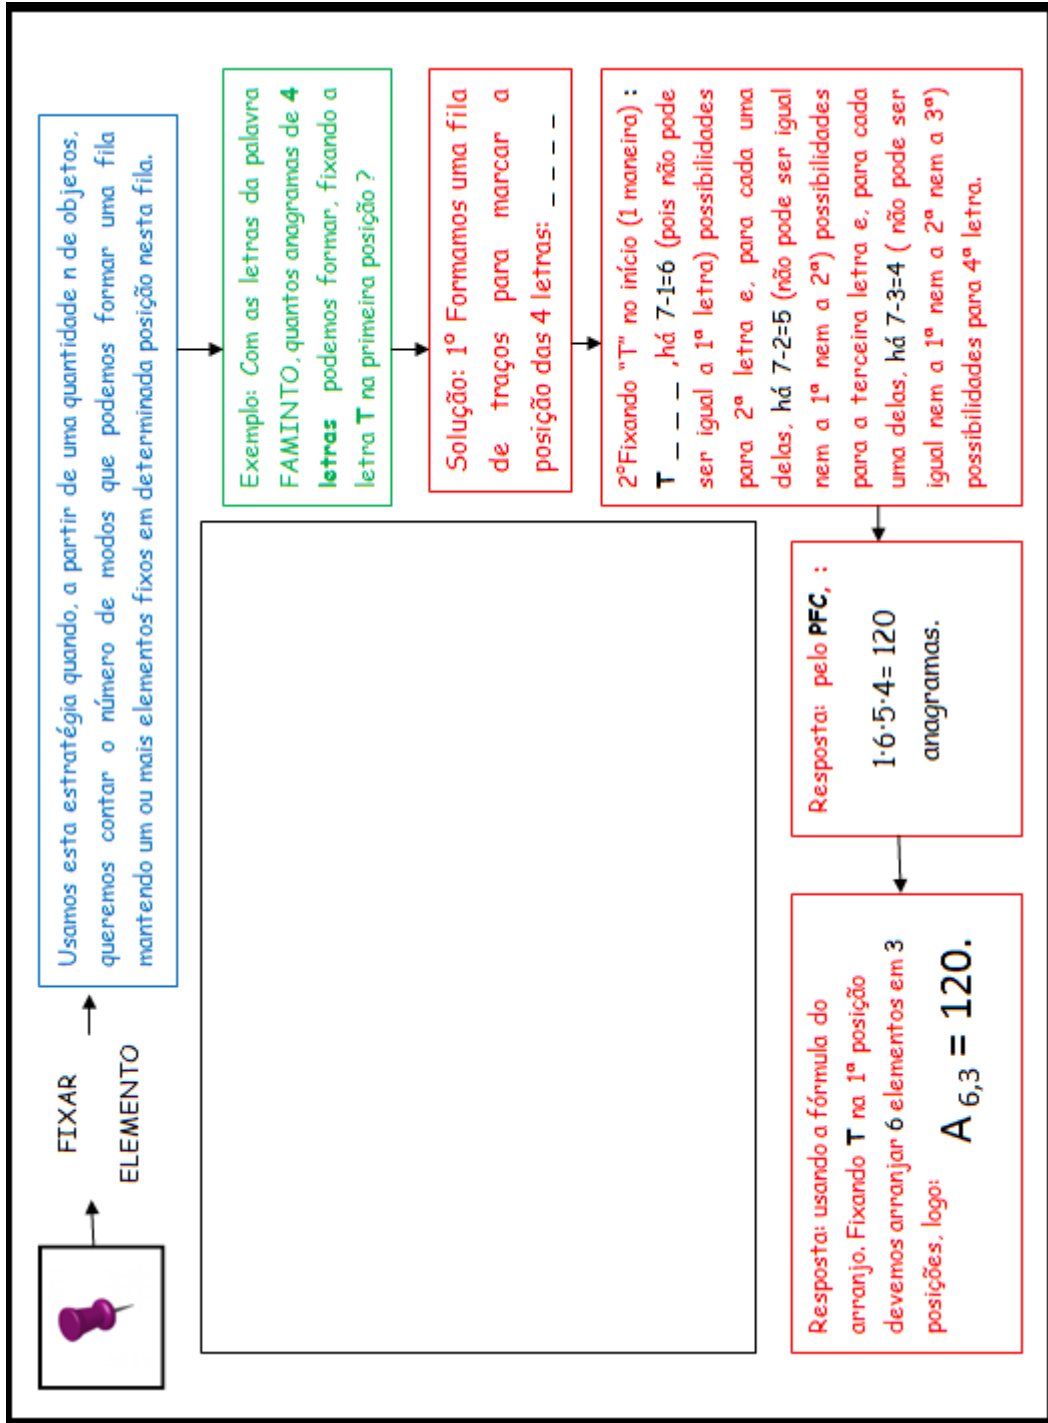 FIXAR
ELEMENTO
Usamos esta estratégia quando, a partir de uma quantidade n de objetos,
queremos contar o número de modos que podemos formar uma fila
mantendo um ou mais elementos fixos em determinada posição nesta fila.
Exemplo: Com as letras da palavra
FAMINTO, quantos anagramas de 4
letras podemos formar, fixando a
letra T na primeira posição ?
Solução: 1º Formamos uma fila
de traços para marcar a
posição das 4 letras: _ _ _ _
2ºFixando "T" no início (1 maneira) :
T _ _ _ ,há 7-1=6 (pois não pode
ser igual a 1ª letra) possibilidades
para 2ª letra e, para cada uma
delas, há 7-2=5 (não pode ser igual
nem a 1ª nem a 2ª) possibilidades
para a terceira letra e, para cada
uma delas, há 7-3=4 ( não pode ser
igual nem a 1ª nem a 2ª nem a 3ª)
possibilidades para 4ª letra.
Resposta: pelo PFC, :
1·6·5·4= 120
anagramas.
Resposta: usando a fórmula do
arranjo. Fixando T na 1ª posição
devemos arranjar 6 elementos em 3
posições, logo:
A 6,3 = 120.